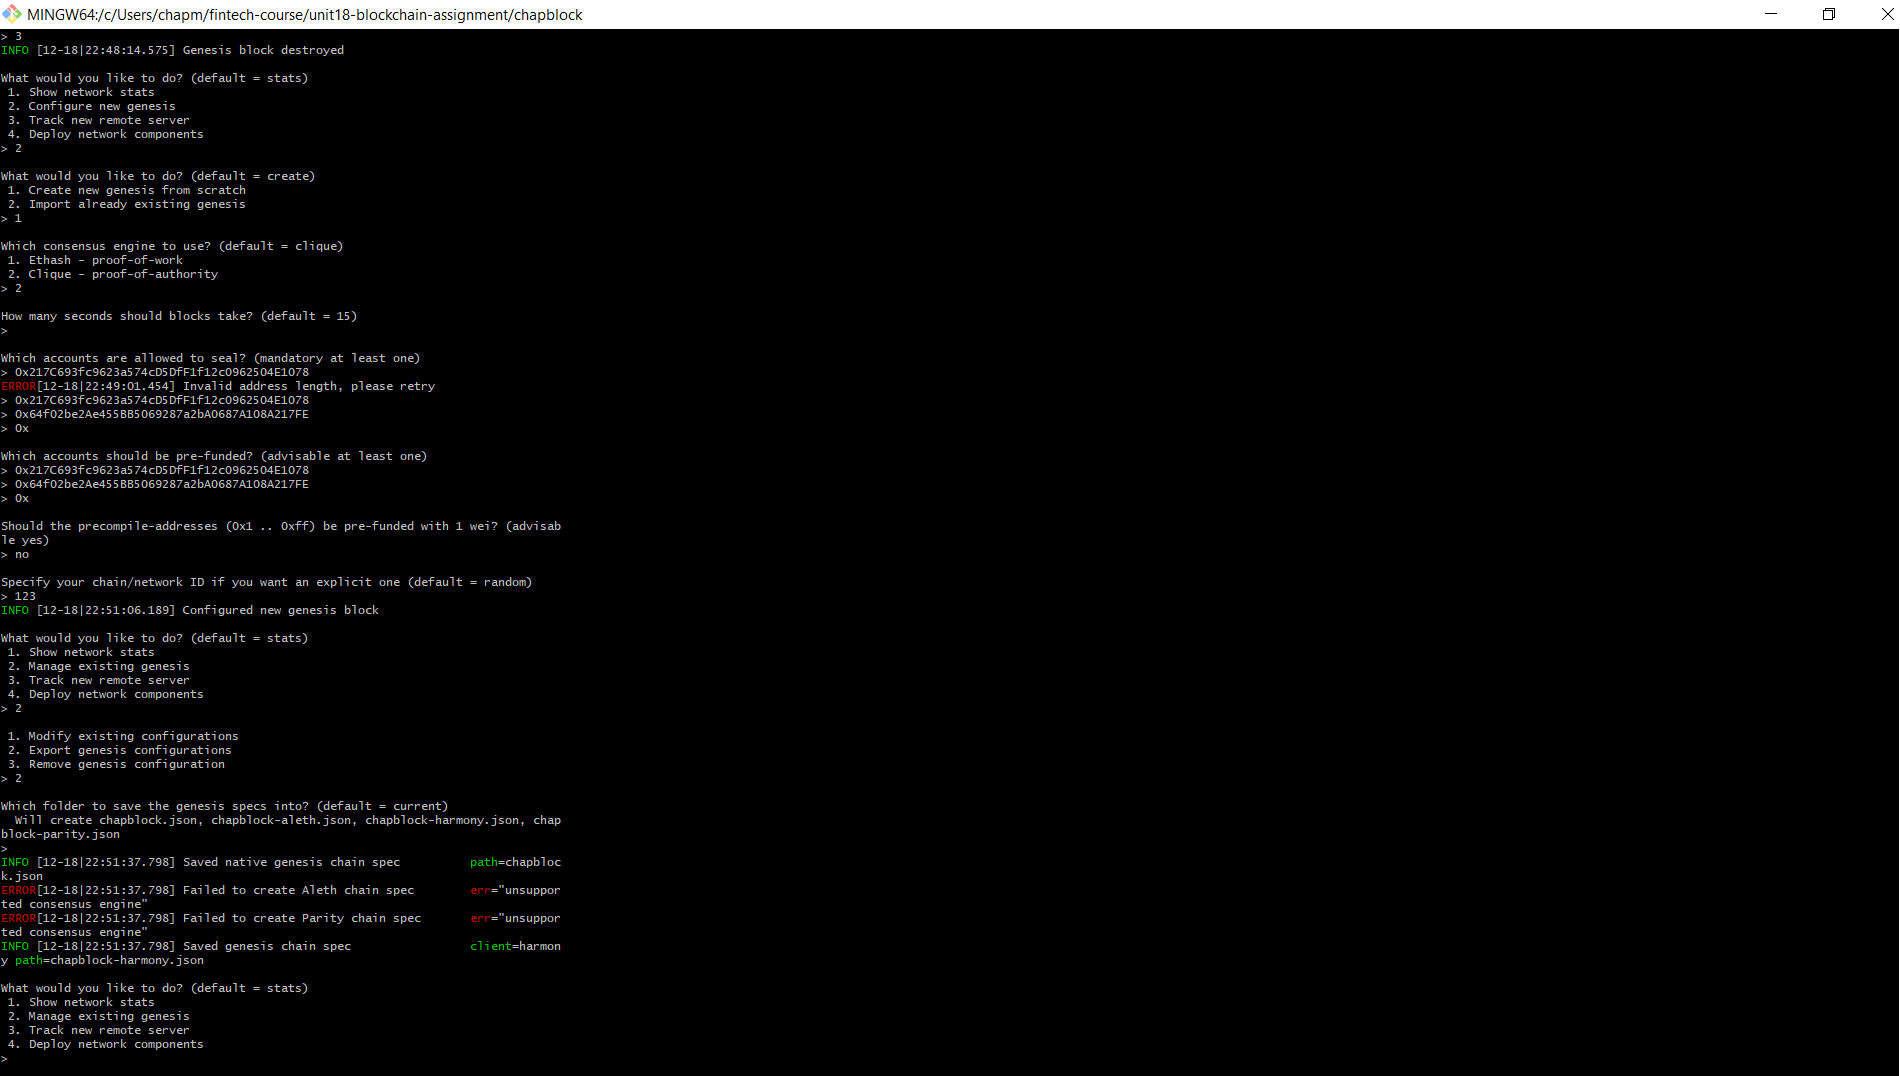 MINGW64:/c/Users/chapm/fintech-course/unit18-blockchain-assignment/chapblock
> 3
INFO [12-18|22:48:14.575] Genesis block destroyed
What would you like to do? (default = stats)
 1. Show network stats
 2. Configure new genesis
 3. Track new remote server
 4. Deploy network components
> 2
What would you like to do? (default = create)
 1. Create new genesis from scratch
 2. Import already existing genesis
> 1
Which consensus engine to use? (default = clique)
 1. Ethash - proof-of-work
 2. Clique - proof-of-authority
> 2
How many seconds should blocks take? (default = 15)
>
Which accounts are allowed to seal? (mandatory at least one)
> 0x217C693fc9623a574cD5DfF1f12c0962504E1078
ERROR[12-18|22:49:01.454] Invalid address length, please retry
> 0x217C693fc9623a574cD5DfF1f12c0962504E1078
> 0x64f02be2Ae455BB5069287a2bA0687A108A217FE
> 0x
Which accounts should be pre-funded? (advisable at least one)
> 0x217C693fc9623a574cD5DfF1f12c0962504E1078
> 0x64f02be2Ae455BB5069287a2bA0687A108A217FE
> 0x
Should the precompile-addresses (0x1 .. 0xff) be pre-funded with 1 wei? (advisab
le yes)
> no
Specify your chain/network ID if you want an explicit one (default = random)
> 123
INFO [12-18|22:51:06.189] Configured new genesis block
What would you like to do? (default = stats)
 1. Show network stats
 2. Manage existing genesis
 3. Track new remote server
 4. Deploy network components
> 2
 1. Modify existing configurations
 2. Export genesis configurations
 3. Remove genesis configuration
> 2
Which folder to save the genesis specs into? (default = current)
  Will create chapblock.json, chapblock-aleth.json, chapblock-harmony.json, chap
block-parity.json
>
INFO [12-18|22:51:37.798] Saved native genesis chain spec          path=chapbloc
k.json
ERROR[12-18|22:51:37.798] Failed to create Aleth chain spec        err="unsuppor
ted consensus engine"
ERROR[12-18|22:51:37.798] Failed to create Parity chain spec       err="unsuppor
ted consensus engine"
INFO [12-18|22:51:37.798] Saved genesis chain spec                 client=harmon
y path=chapblock-harmony.json
What would you like to do? (default = stats)
 1. Show network stats
 2. Manage existing genesis
 3. Track new remote server
 4. Deploy network components
>